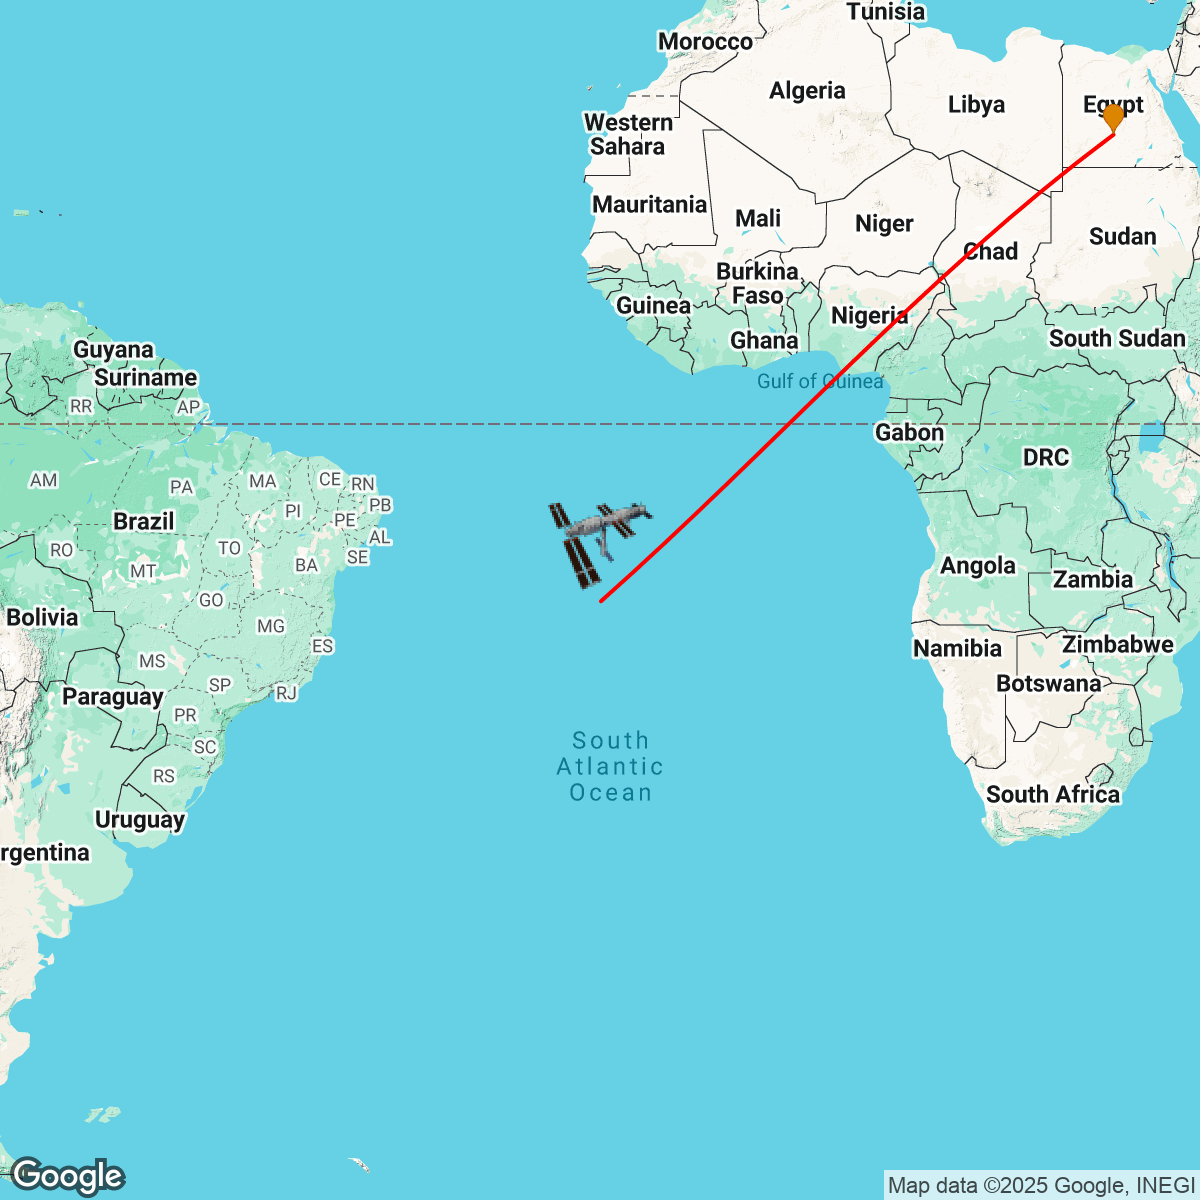 Tunisia
Morocco
Algeria
Libya
Egypt
Western
Sahara
Mauritania
Mali
Niger
Chad
Sudan
Burkina
Faso
Guinea
Nigeria
Ghana
South Sudan
Guyana
Suriname
Gulf of Guinea
RR
AP
Gabon
DRC
AM
PA
MA
CE
RN
PI
PB
PE
Brazil
AL
RO
TO
SE
MT
BA
Angola
Zambia
GO
Bolivia
MG
ES
Namibia
Zimbabwe
MS
SP
RJ
Botswana
Paraguay
PR
SC
South
Atlantic
Ocean
RS
South Africa
Uruguay
rgentina
Google
Map data ©2025 Google, INEGI